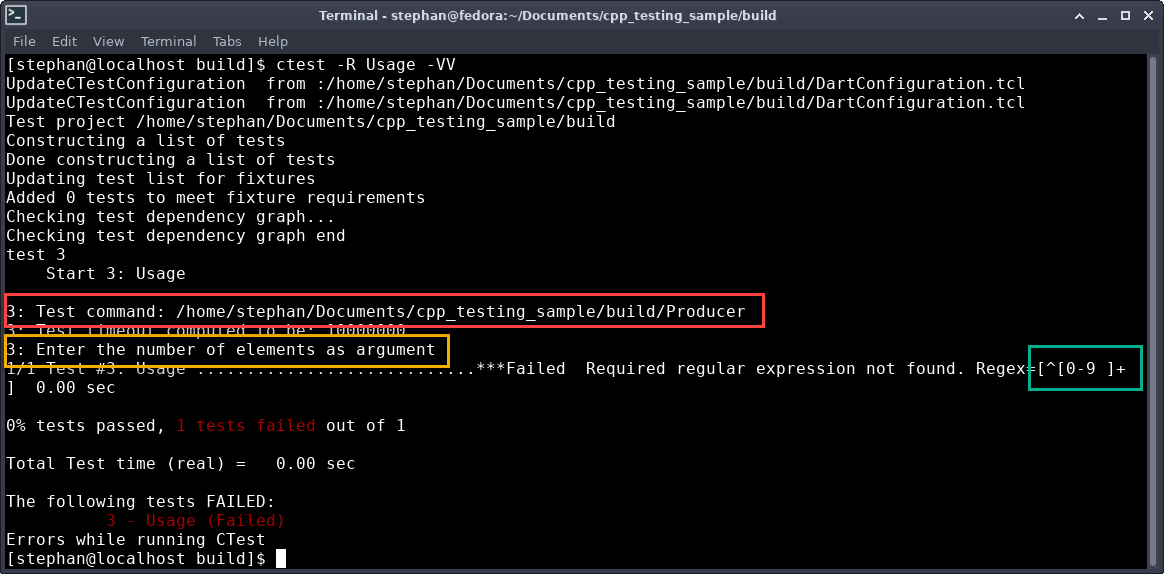 Terminal - stephan@fedora:~/Documents/cpp_testing_sample/build
File Edit View Terminal Tabs Help
[stephan@localhost build]$ ctest -R Usage -VV
UpdateCTestConfiguration  from :/home/stephan/Documents/cpp_testing_sample/build/DartConfiguration.tcl
UpdateCTestConfiguration  from :/home/stephan/Documents/cpp_testing_sample/build/DartConfiguration.tcl
Test project /home/stephan/Documents/cpp_testing_sample/build
Constructing a list of tests
Done constructing a list of tests
Updating test list for fixtures
Added 0 tests to meet fixture requirements
Checking test dependency graph...
Checking test dependency graph end
test 3
    Start 3: Usage
3: Test command: /home/stephan/Documents/cpp_testing_sample/build/Producer
3: Test timeout computed to be: 10000000
3: Enter the number of elements as argument
1/1 Test #3: Usage ............................***Failed  Required regular expression not found. Regex=[^[0-9 ]+
]  0.00 sec
0% tests passed, 1 tests failed out of 1
Total Test time (real) =   0.00 sec
The following tests FAILED:
          3 - Usage (Failed)
Errors while running CTest
[stephan@localhost build]$